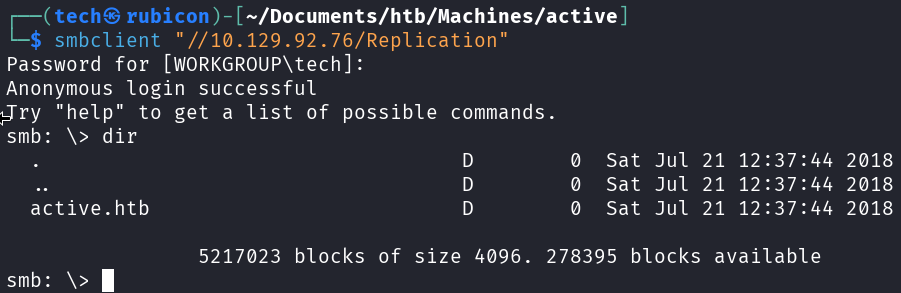 ┌──(tech㉿rubicon)-[~/Documents/htb/Machines/active]
└─$ smbclient "//10.129.92.76/Replication"
Password for [WORKGROUP\tech]:
Anonymous login successful
Try "help" to get a list of possible commands.
smb: \> dir
  .                                   D        0  Sat Jul 21 12:37:44 2018
  ..                                  D        0  Sat Jul 21 12:37:44 2018
  active.htb                          D        0  Sat Jul 21 12:37:44 2018
                5217023 blocks of size 4096. 278395 blocks available
smb: \>